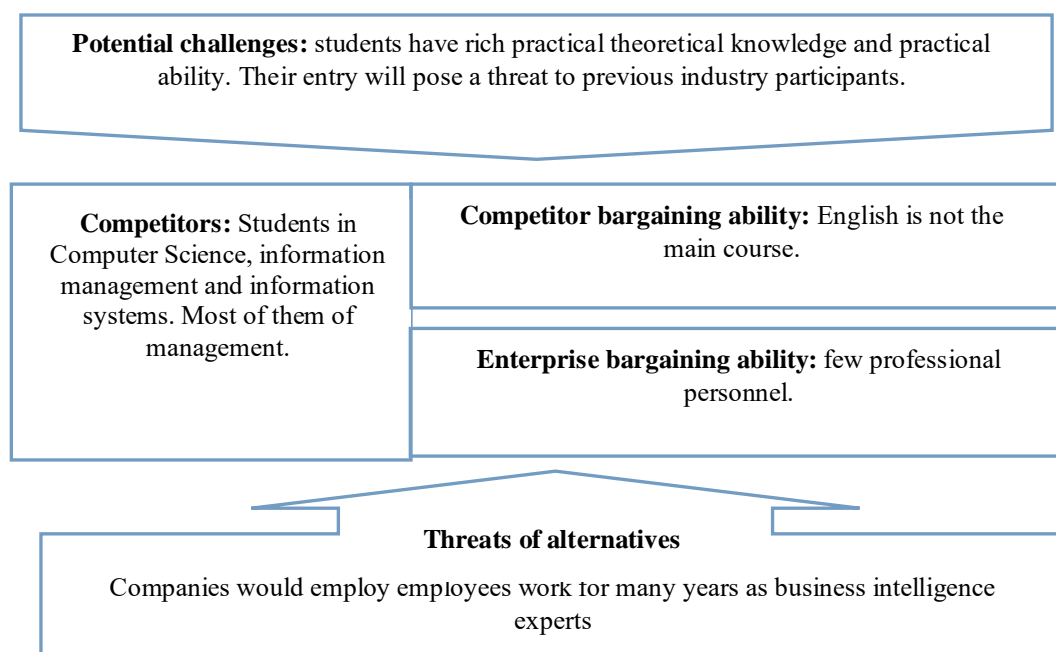 Potential challenges: students have rich practical theoretical knowledge and practical
ability. Their entry will pose a threat to previous industry participants.
Competitors: Students in
Computer Science, information
management and information
systems. Most of them of
management.
Competitor bargaining ability: English is not the
main course.
Enterprise bargaining ability: few professional
personnel.
Threats of alternatives
Companies would employ employees work for many years as business intelligence
experts